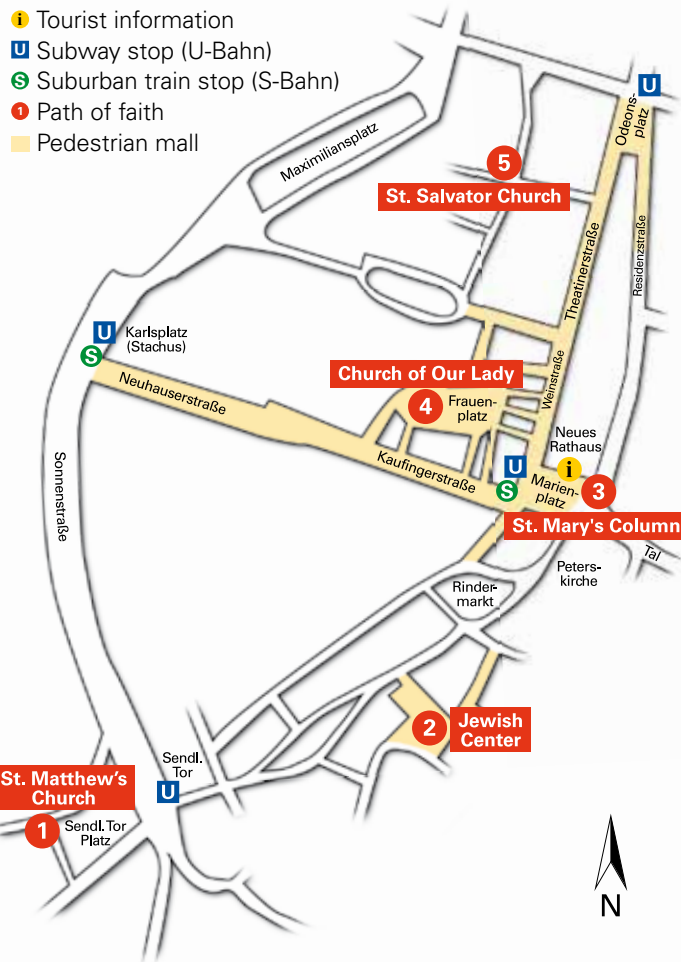 i Tourist information
U Subway stop (U-Bahn)
S Suburban train stop (S-Bahn)
1 Path of faith
Pedestrian mall
U
Odeons-
platz
Maximiliansplatz
5
St. Salvator Church
Residenzstraße
Theatinerstraße
U
S
Karlsplatz
(Stachus)
Neuhauserstraße
Church of Our Lady
4
Frauen-
platz
Weinstraße
Neues
Rathaus
Kaufingerstraße
U
S
i
Marien-
platz
3
St. Mary's Column
Sonnenstraße
Tal
Peters-
kirche
Rinder-
markt
2
Jewish
Center
Sendl.
Tor
U
St. Matthew's
Church
1
Sendl. Tor
Platz
N